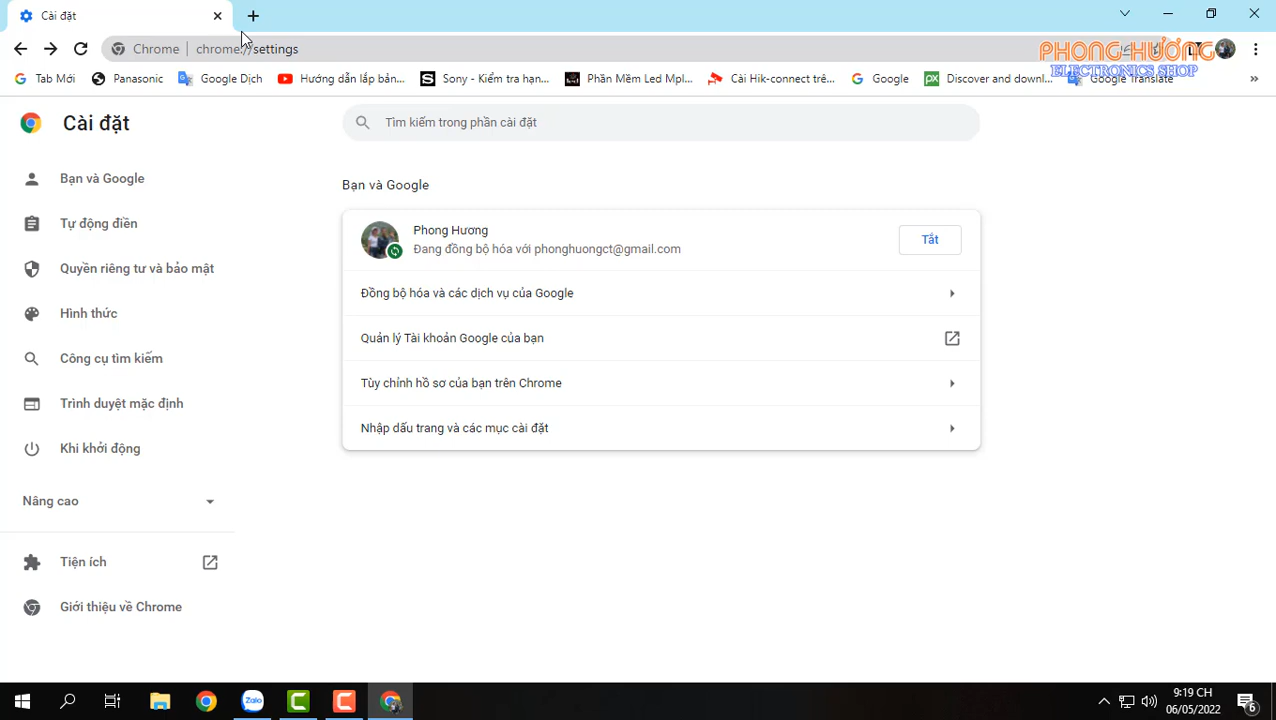 Cài đặt
Chrome
chrome://settings
PHONG HƯƠNG
ELECTRONICS SHOP
Tab Mới
Panasonic
Google Dịch
Hướng dẫn lắp bản...
Sony - Kiểm tra hạn...
Phần Mềm Led Mpl...
Cài Hik-connect trê...
Google
Discover and downl...
Google Translate
»
Cài đặt
Tìm kiếm trong phần cài đặt
Bạn và Google
Tự động điền
Quyền riêng tư và bảo mật
Hình thức
Công cụ tìm kiếm
Trình duyệt mặc định
Khi khởi động
Nâng cao
Tiện ích
Giới thiệu về Chrome
Bạn và Google
Phong Hương
Đang đồng bộ hóa với phonghuongct@gmail.com
Tắt
Đồng bộ hóa và các dịch vụ của Google
Quản lý Tài khoản Google của bạn
Tùy chỉnh hồ sơ của bạn trên Chrome
Nhập dấu trang và các mục cài đặt
Zalo
9:19 CH
06/05/2022
6